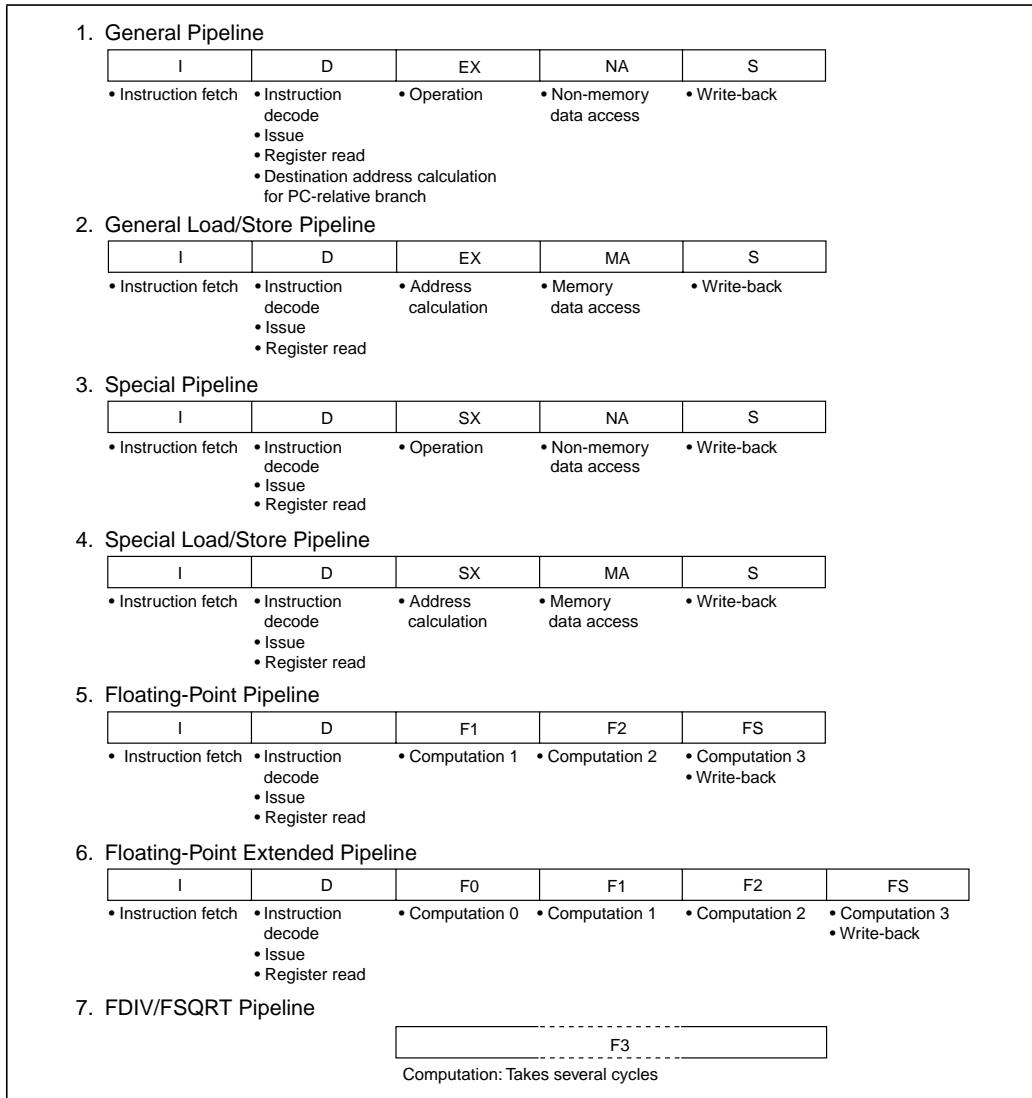 1. General Pipeline
I D EX NA S
• Instruction fetch • Instruction • Operation • Non-memory • Write-back
decode data access
• Issue
• Register read
• Destination address calculation
for PC-relative branch
2. General Load/Store Pipeline
I D EX MA S
• Instruction fetch • Instruction • Address • Memory • Write-back
decode calculation data access
• Issue
• Register read
3. Special Pipeline
I D SX NA S
• Instruction fetch • Instruction • Operation • Non-memory • Write-back
decode data access
• Issue
• Register read
4. Special Load/Store Pipeline
I D SX MA S
• Instruction fetch • Instruction • Address • Memory • Write-back
decode calculation data access
• Issue
• Register read
5. Floating-Point Pipeline
I D F1 F2 FS
• Instruction fetch • Instruction • Computation 1 • Computation 2 • Computation 3
decode • Write-back
• Issue
• Register read
6. Floating-Point Extended Pipeline
I D F0 F1 F2 FS
• Instruction fetch • Instruction • Computation 0 • Computation 1 • Computation 2 • Computation 3
decode • Write-back
• Issue
• Register read
7. FDIV/FSQRT Pipeline
F3
Computation: Takes several cycles